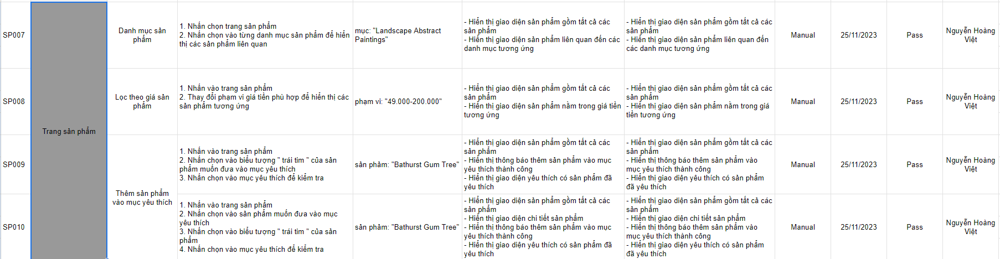 SP007
Danh mục sản
phẩm
1. Nhấn chọn trang sản phẩm
2. Nhấn chọn vào từng danh mục sản phẩm để hiển
thị các sản phẩm liên quan
mục: "Landscape Abstract
Paintings"
- Hiển thị giao diện sản phẩm gồm tất cả các
sản phẩm
- Hiển thị giao diện sản phẩm liên quan đến các
danh mục tương ứng
- Hiển thị giao diện sản phẩm gồm tất cả các
sản phẩm
- Hiển thị giao diện sản phẩm liên quan đến
các danh mục tương ứng
Manual
25/11/2023
Pass
Nguyễn Hoàng
Việt
SP008
Lọc theo giá sản
phẩm
1. Nhấn vào trang sản phẩm
2. Thay đổi phạm vi giá tiền phù hợp để hiển thị các
sản phẩm tương ứng
phạm vi: "49.000-200.000"
- Hiển thị giao diện sản phẩm gồm tất cả các
sản phẩm
- Hiển thị giao diện sản phẩm nằm trong giá tiền
tương ứng
- Hiển thị giao diện sản phẩm gồm tất cả các
sản phẩm
- Hiển thị giao diện sản phẩm nằm trong giá
tiền tương ứng
Manual
25/11/2023
Pass
Nguyễn Hoàng
Việt
Trang sản phẩm
SP009
1. Nhấn vào trang sản phẩm
2. Nhấn chọn vào biểu tượng " trái tim " của sản
phẩm muốn đưa vào mục yêu thích
3. Nhấn chọn vào mục yêu thích để kiểm tra
sản phảm: "Bathurst Gum Tree"
- Hiển thị giao diện sản phẩm gồm tất cả các
sản phẩm
- Hiển thị thông báo thêm sản phẩm vào mục
yêu thích thành công
- Hiển thị giao diện yêu thích có sản phẩm đã
yêu thích
- Hiển thị giao diện sản phẩm gồm tất cả các
sản phẩm
- Hiển thị thông báo thêm sản phẩm vào
mục yêu thích thành công
- Hiển thị giao diện yêu thích có sản phẩm
đã yêu thích
Manual
25/11/2023
Pass
Nguyễn Hoàng
Việt
Thêm sản phẩm
vào mục yêu thích
SP010
1. Nhấn vào trang sản phẩm
2. Nhấn chọn vào sản phẩm muốn đưa vào mục
yêu thích
3. Nhấn chọn vào biểu tượng " trái tim " của sản
phẩm
4. Nhấn chọn vào mục yêu thích để kiểm tra
sản phảm: "Bathurst Gum Tree"
- Hiển thị giao diện sản phẩm gồm tất cả các
sản phẩm
- Hiển thị giao diện chi tiết sản phẩm
- Hiển thị thông báo thêm sản phẩm vào mục
yêu thích thành công
- Hiển thị giao diện yêu thích có sản phẩm đã
yêu thích
- Hiển thị giao diện sản phẩm gồm tất cả các
sản phẩm
- Hiển thị giao diện chi tiết sản phẩm
- Hiển thị thông báo thêm sản phẩm vào
mục yêu thích thành công
- Hiển thị giao diện yêu thích có sản phẩm
đã yêu thích
Manual
25/11/2023
Pass
Nguyễn Hoàng
Việt